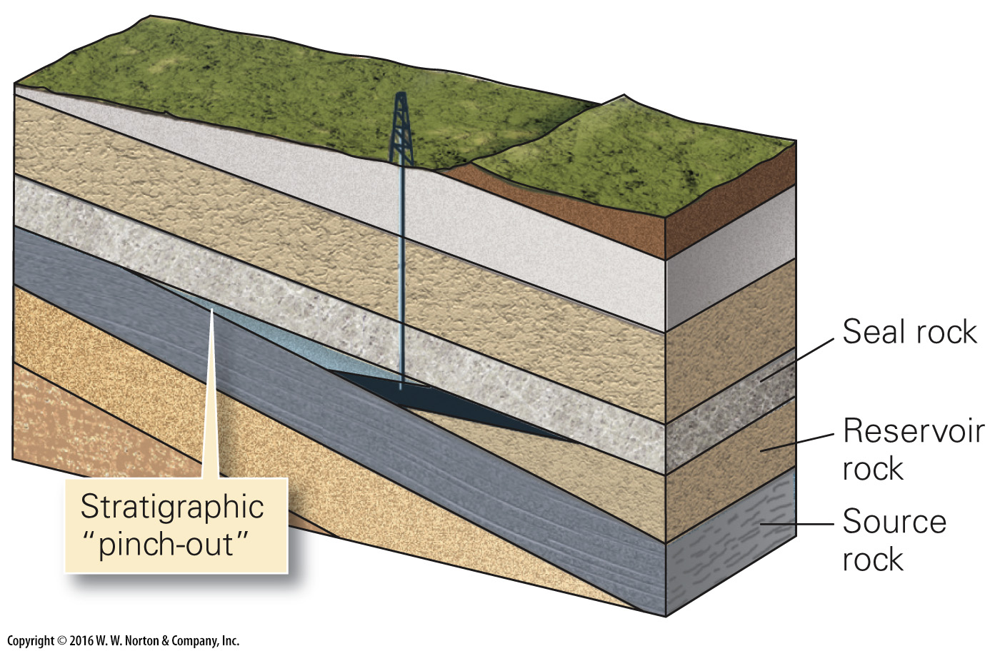 Seal rock
Reservoir
rock
Stratigraphic
“pinch-out”
Source
rock
Copyright © 2016 W. W. Norton & Company, Inc.